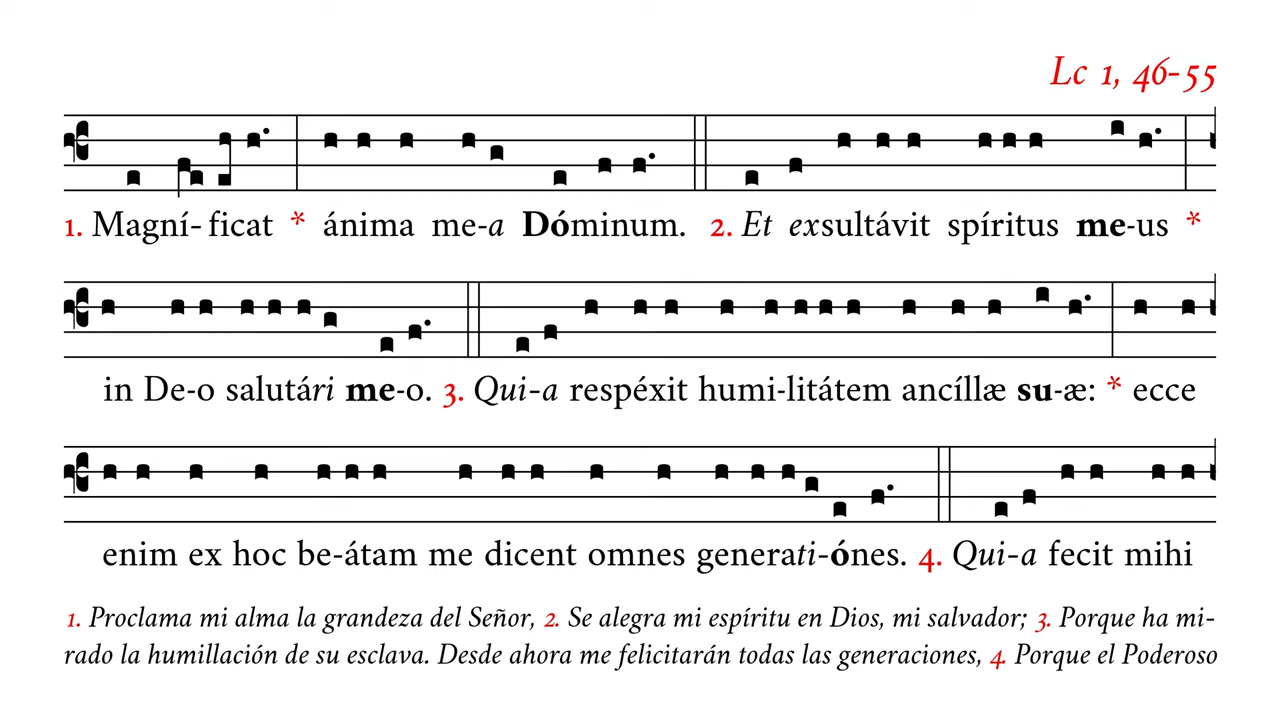 Lc 1, 46-55
1. Magní-ficat * ánima me-a Dóminum. 2. Et exsultávit spíritus me-us *
in De-o salutári me-o. 3. Qui-a respéxit humi-litátem ancíllæ su-æ: * ecce
enim ex hoc be-átam me dicent omnes generati-ónes. 4. Qui-a fecit mihi
1. Proclama mi alma la grandeza del Señor, 2. Se alegra mi espíritu en Dios, mi salvador; 3. Porque ha mi-
rado la humillación de su esclava. Desde ahora me felicitarán todas las generaciones, 4. Porque el Poderoso